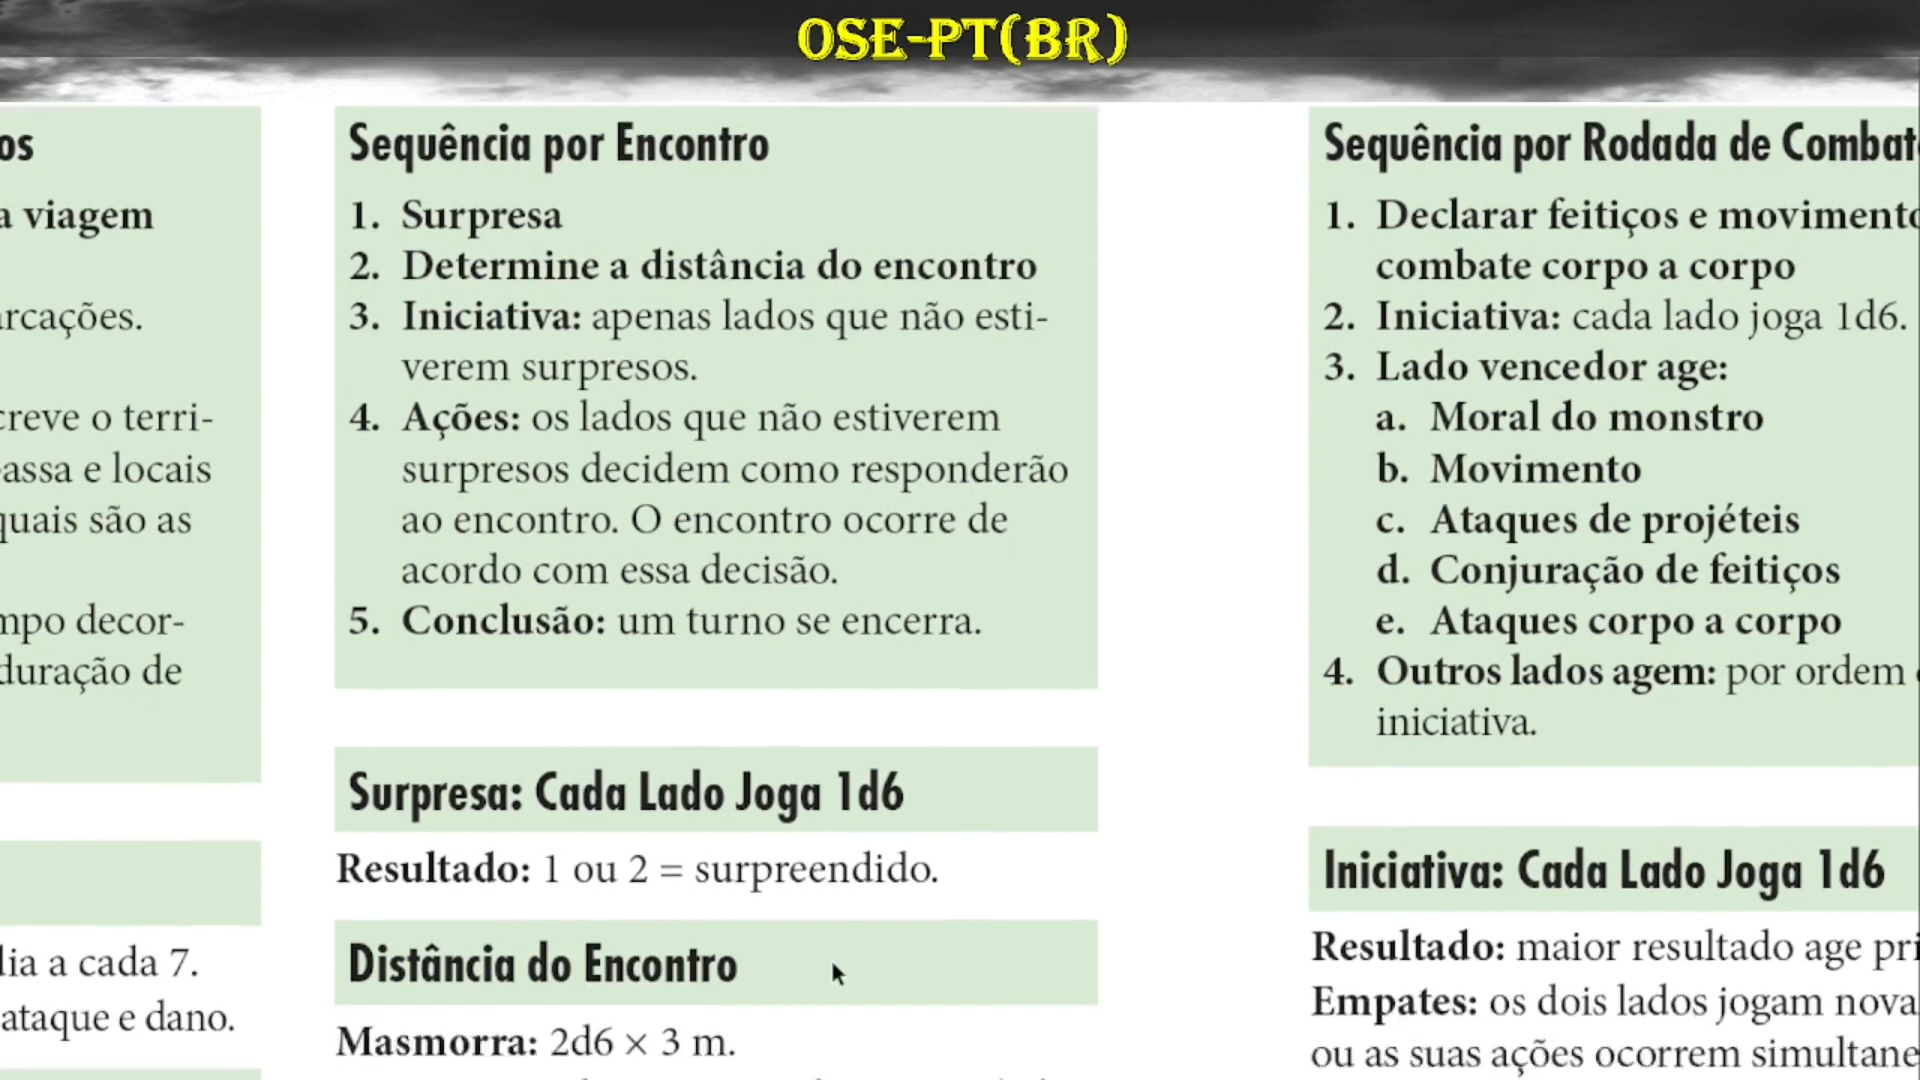 OSE-PT(BR)
os
a viagem
arcações.
creve o terri-
assa e locais
quais são as
mpo decor-
duração de
dia a cada 7.
ataque e dano.
Sequência por Encontro
1. Surpresa
2. Determine a distância do encontro
3. Iniciativa: apenas lados que não esti-
verem surpresos.
4. Ações: os lados que não estiverem
surpresos decidem como responderão
ao encontro. O encontro ocorre de
acordo com essa decisão.
5. Conclusão: um turno se encerra.
Surpresa: Cada Lado Joga 1d6
Resultado: 1 ou 2 = surpreendido.
Distância do Encontro
Masmorra: 2d6 × 3 m.
Sequência por Rodada de Combat
1. Declarar feitiços e movimento
combate corpo a corpo
2. Iniciativa: cada lado joga 1d6.
3. Lado vencedor age:
a. Moral do monstro
b. Movimento
c. Ataques de projéteis
d. Conjuração de feitiços
e. Ataques corpo a corpo
4. Outros lados agem: por ordem
iniciativa.
Iniciativa: Cada Lado Joga 1d6
Resultado: maior resultado age pri
Empates: os dois lados jogam nova
ou as suas ações ocorrem simultane